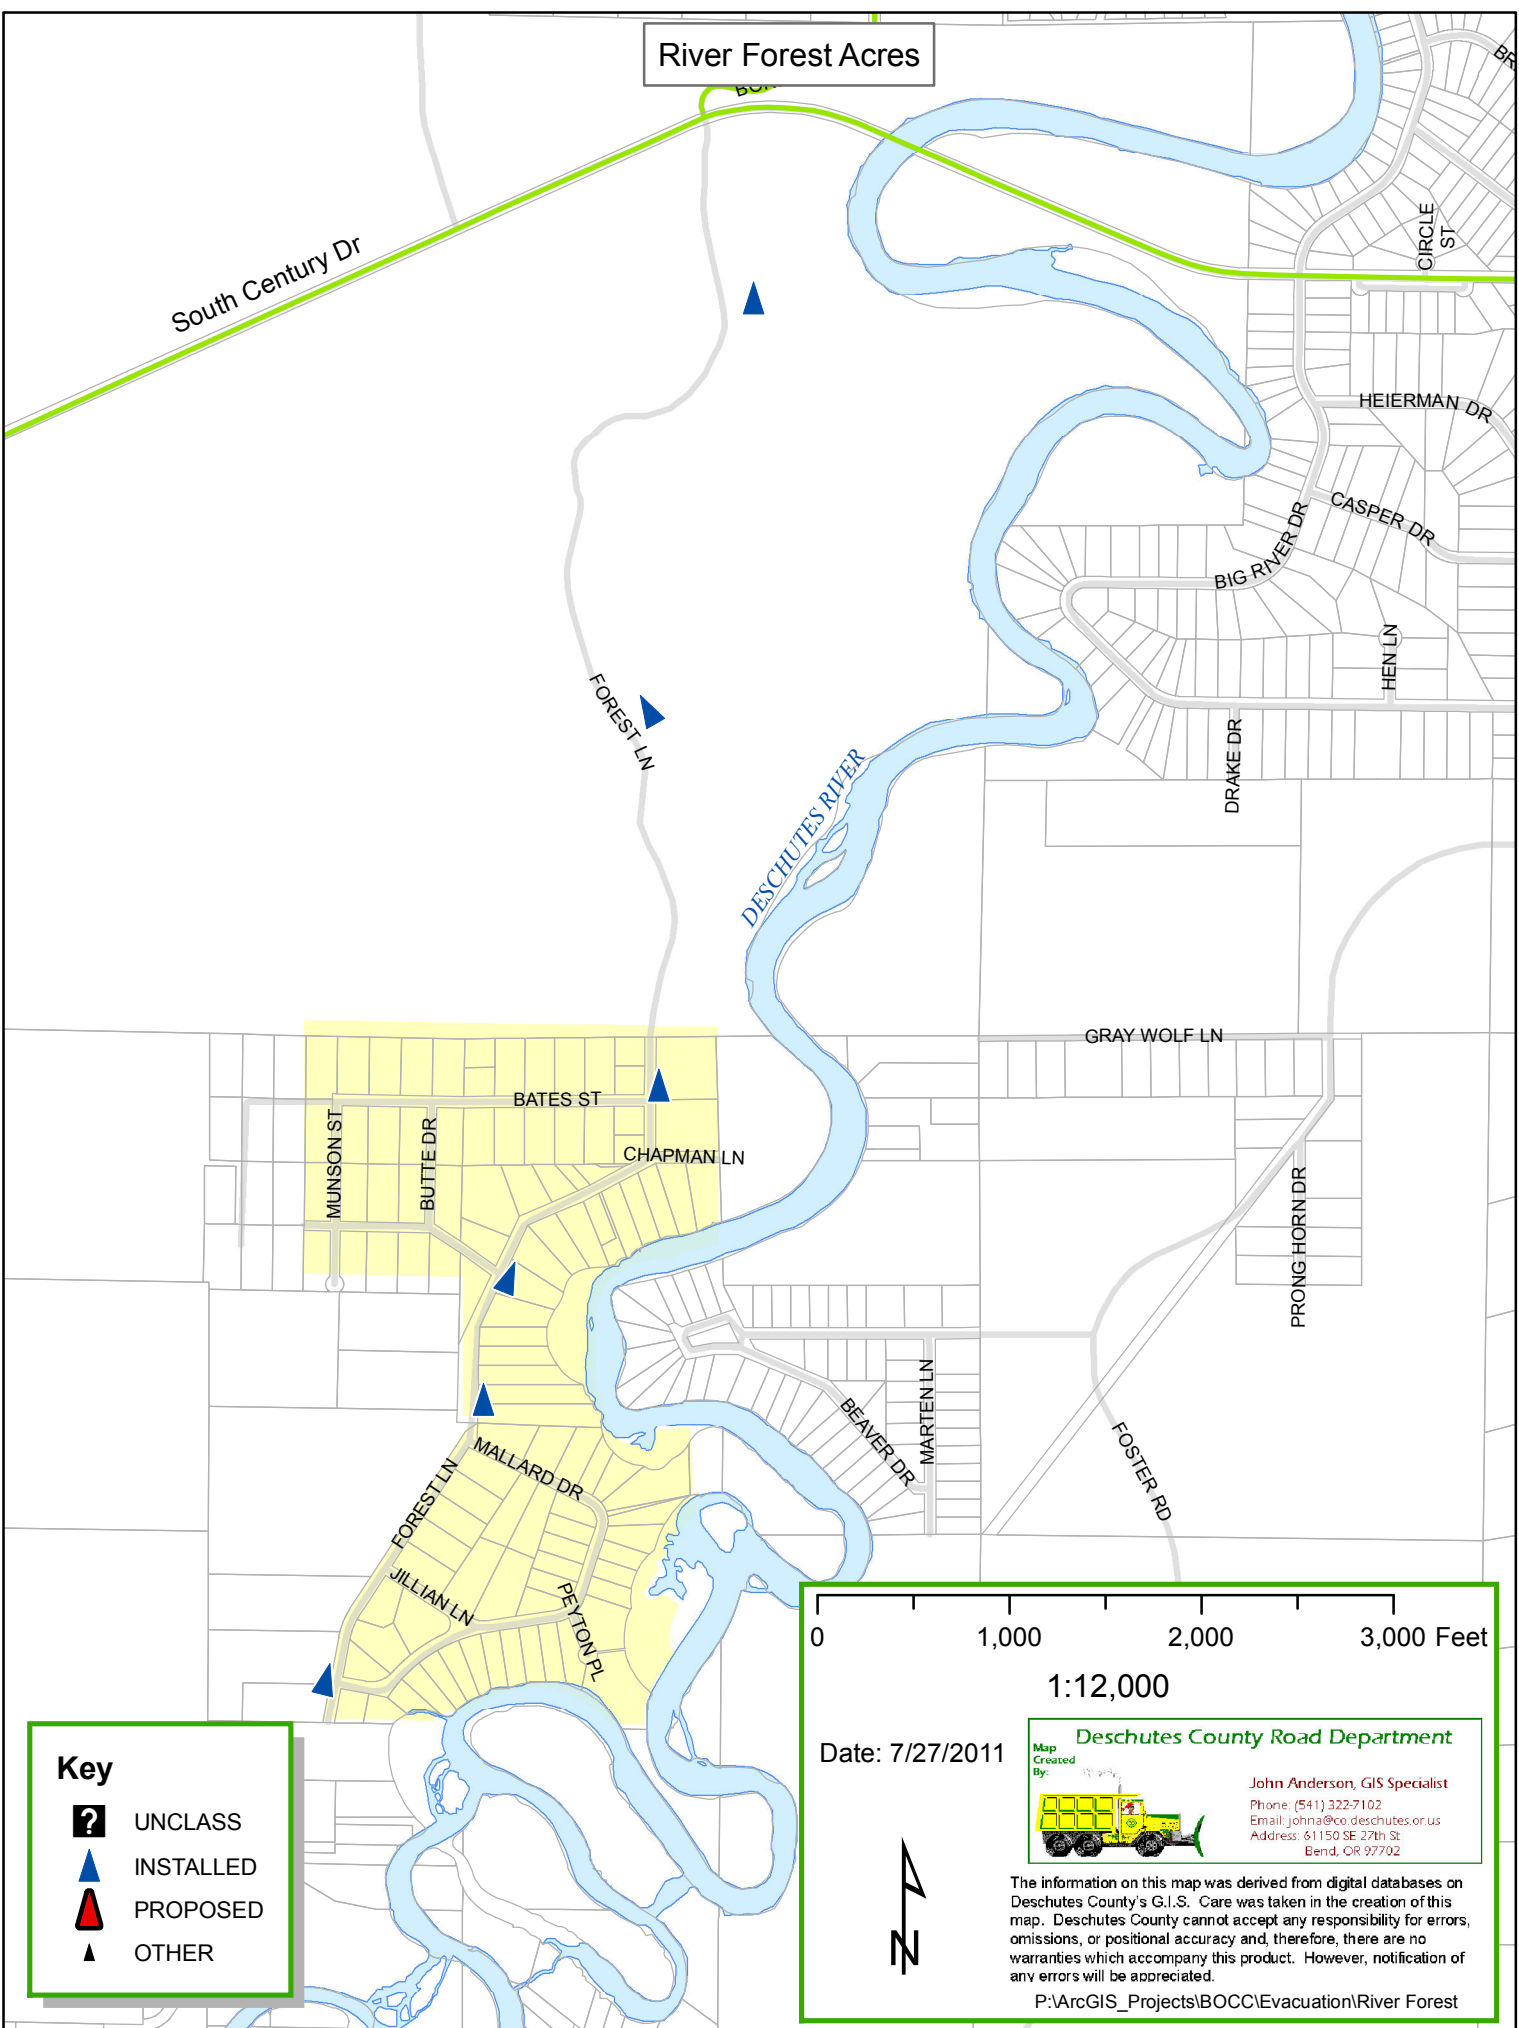 River Forest Acres
South Century Dr
CIRCLE
ST
HEIERMAN DR
CASPER DR
BIG RIVER DR
HEN LN
DRAKE DR
FOREST LN
DESCHUTES RIVER
GRAY WOLF LN
BATES ST
MUNSON ST
BUTTE DR
CHAPMAN LN
PRONG HORN DR
MARTEN LN
BEAVER DR
FOSTER RD
MALLARD DR
FOREST LN
JILLIAN LN
PEYTON PL
0 1,000 2,000 3,000 Feet
1:12,000
Date: 7/27/2011
Deschutes County Road Department
Map
Created
By:
John Anderson, GIS Specialist
Phone: (541) 322-7102
Email: johna@co.deschutes.or.us
Address: 61150 SE 27th St
Bend, OR 97702
N
The information on this map was derived from digital databases on
Deschutes County's G.I.S. Care was taken in the creation of this
map. Deschutes County cannot accept any responsibility for errors,
omissions, or positional accuracy and, therefore, there are no
warranties which accompany this product. However, notification of
any errors will be appreciated.
P:\ArcGIS_Projects\BOCC\Evacuation\River Forest
Key
? UNCLASS
INSTALLED
PROPOSED
OTHER